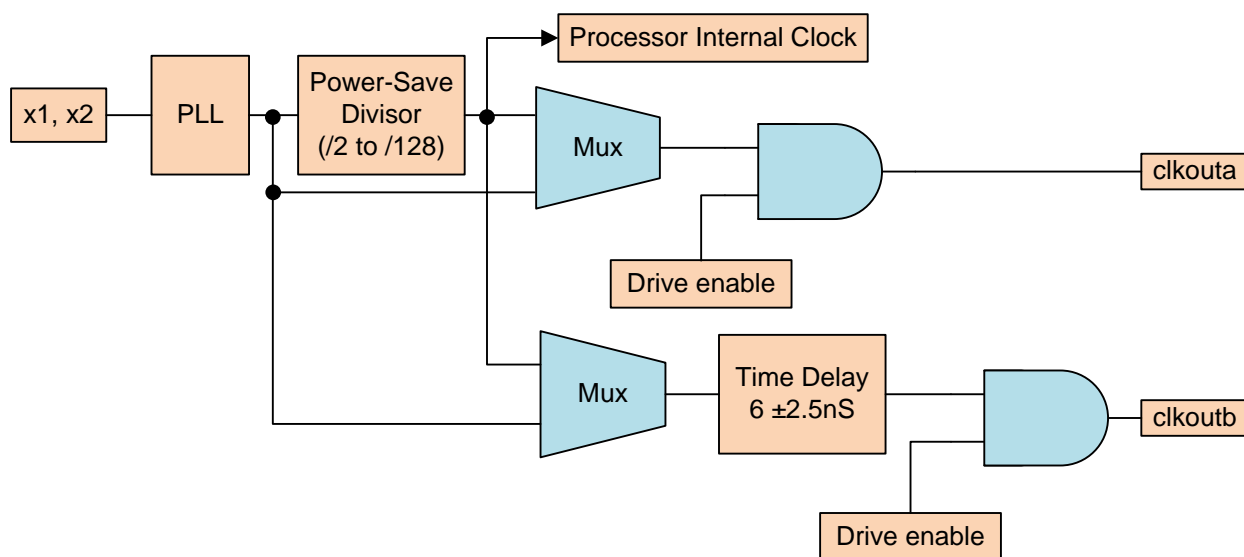 Processor Internal Clock
x1, x2
PLL
Power-Save
Divisor
(/2 to /128)
Mux
clkouta
Drive enable
Mux
Time Delay
6 ±2.5nS
clkoutb
Drive enable